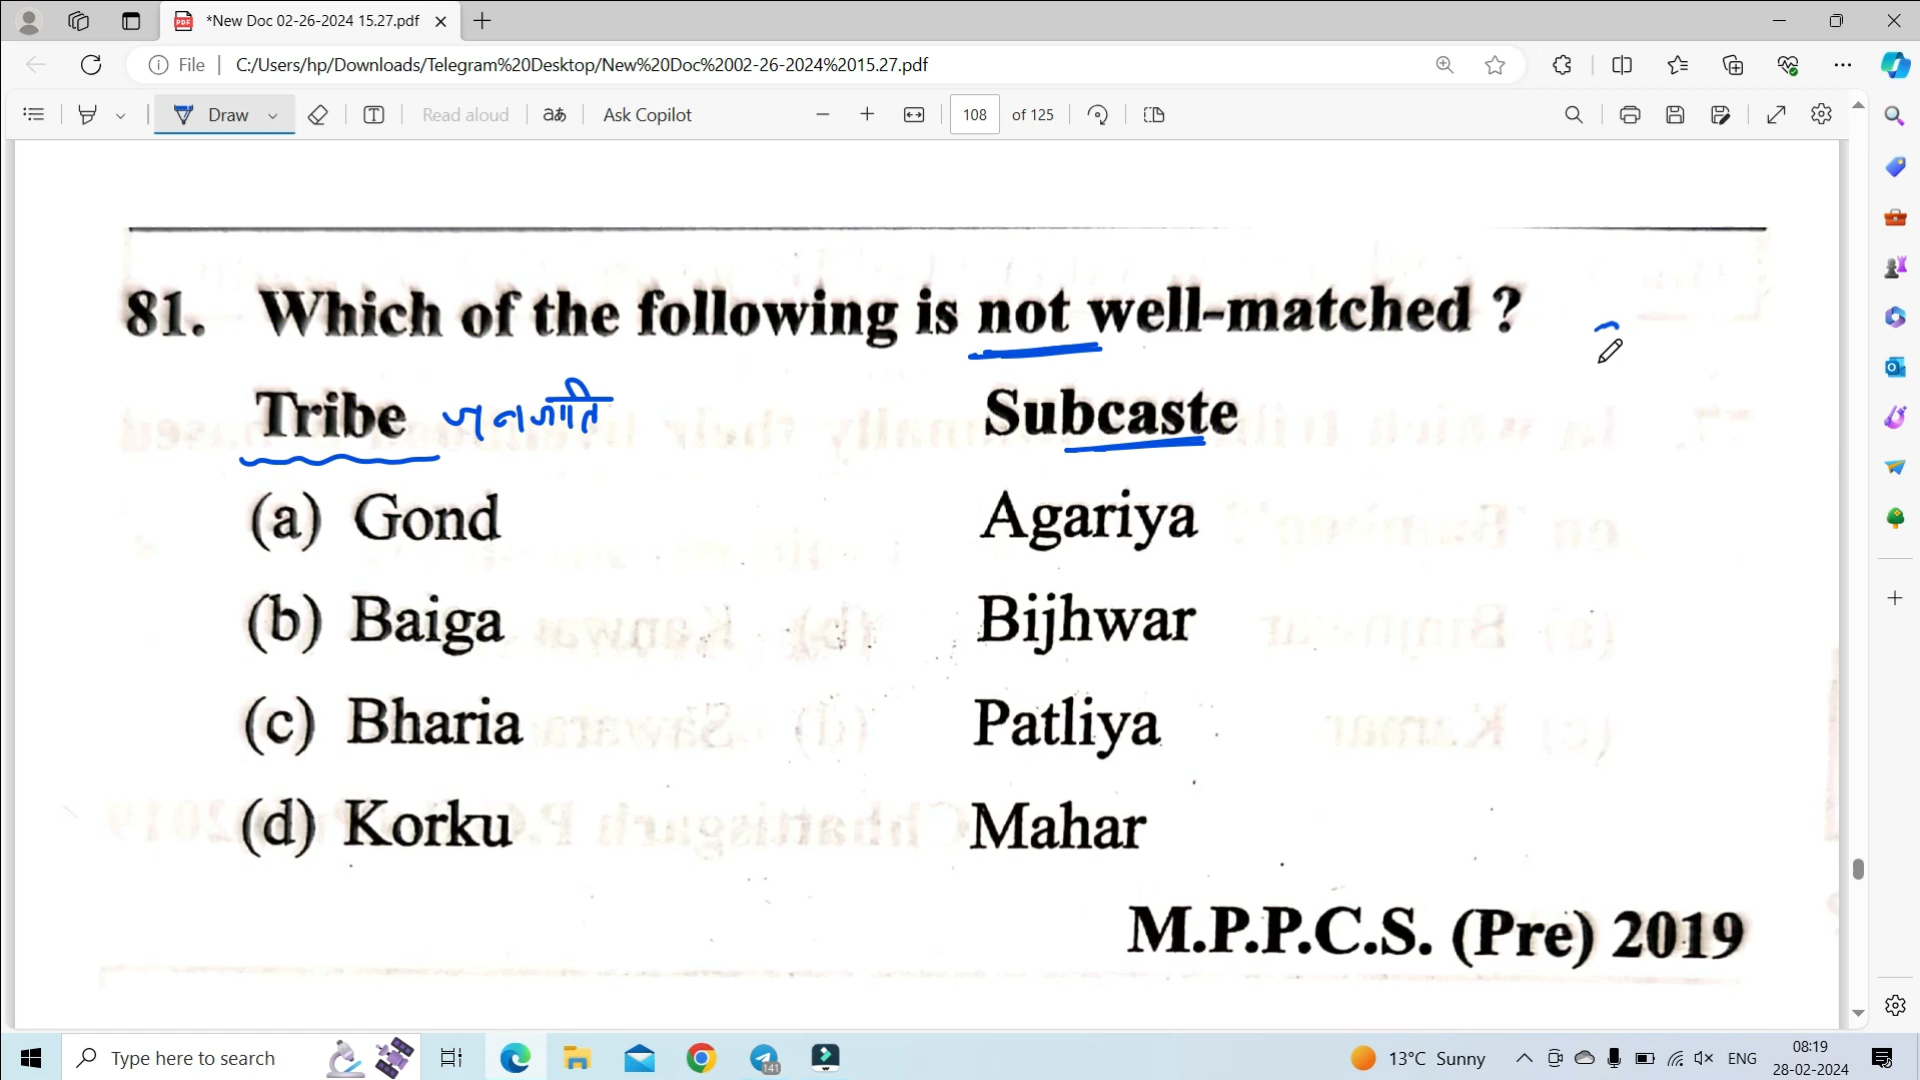 *New Doc 02-26-2024 15.27.pdf
File C:/Users/hp/Downloads/Telegram%20Desktop/New%20Doc%2002-26-2024%2015.27.pdf
Draw Read aloud aあ Ask Copilot 108 of 125
81. Which of the following is not well-matched ?
Tribe जनजाति Subcaste
(a) Gond Agariya
(b) Baiga Bijhwar
(c) Bharia Patliya
(d) Korku Mahar
M.P.P.C.S. (Pre) 2019
Type here to search 141 13°C Sunny ENG 08:19
28-02-2024